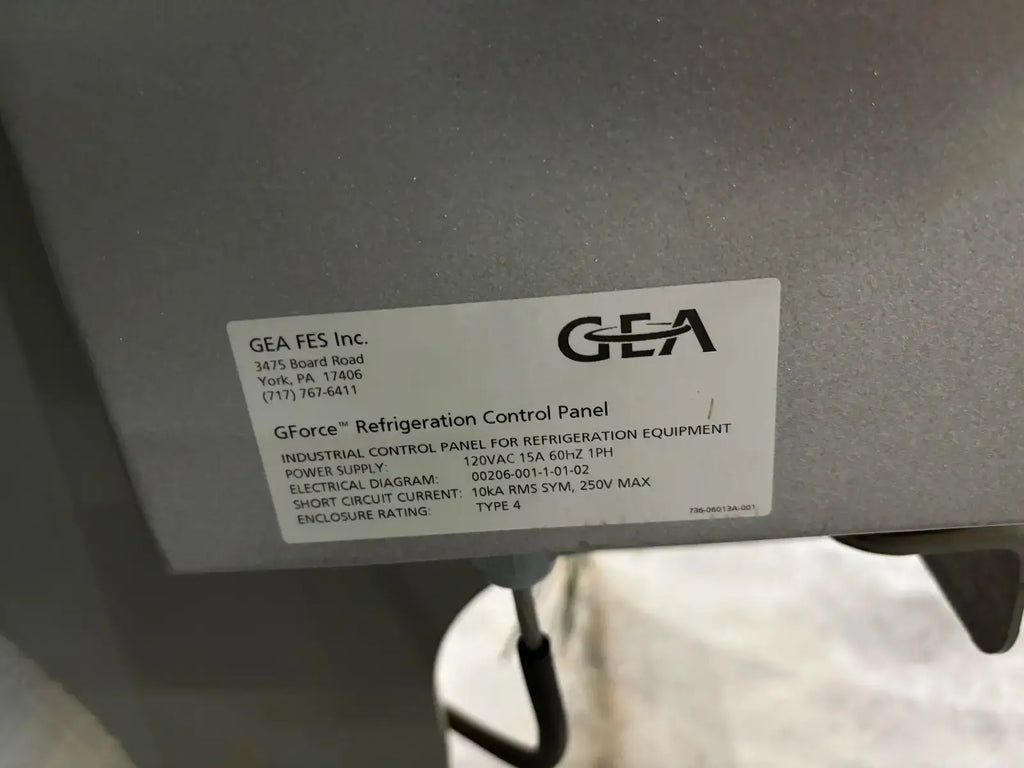 GEA FES Inc.
3475 Board Road
York, PA 17406
(717) 767-6411
GEA
GForce™ Refrigeration Control Panel
INDUSTRIAL CONTROL PANEL FOR REFRIGERATION EQUIPMENT
POWER SUPPLY: 120VAC 15A 60hZ 1PH
ELECTRICAL DIAGRAM: 00206-001-1-01-02
SHORT CIRCUIT CURRENT: 10kA RMS SYM, 250V MAX
ENCLOSURE RATING: TYPE 4
736-06013A-001